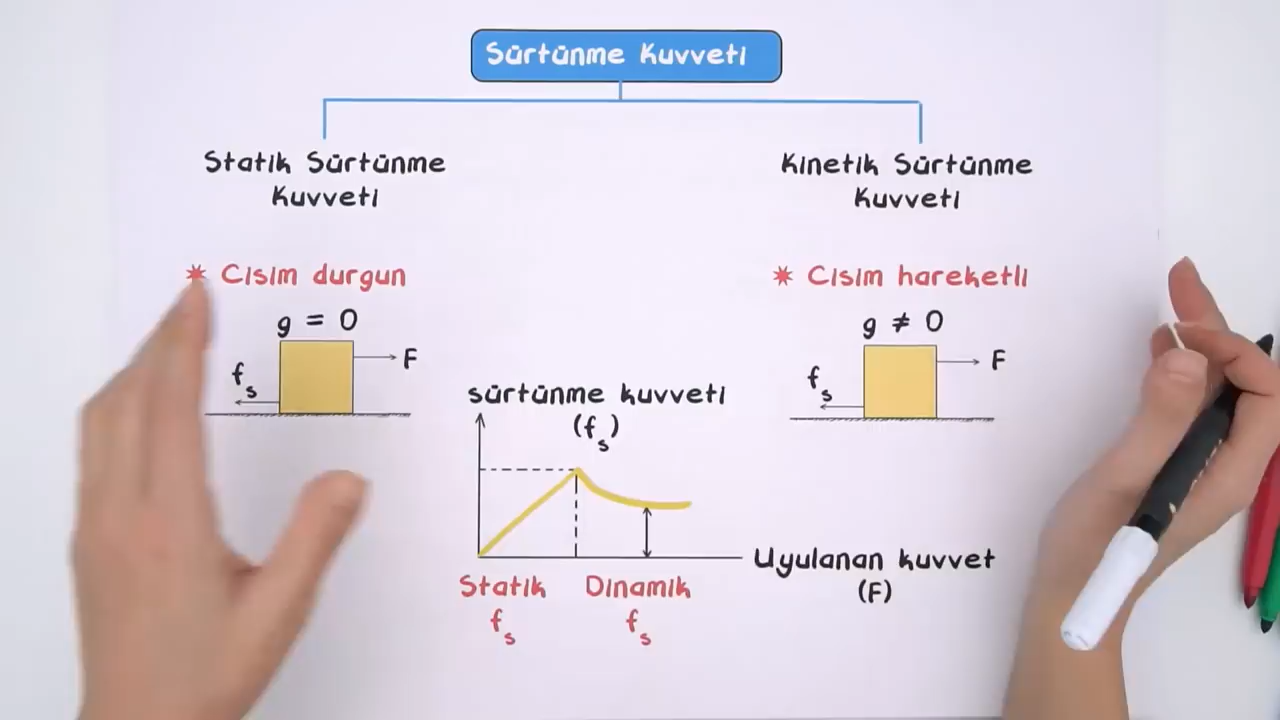 Sürtünme Kuvveti
Statik Sürtünme
Kuvveti
Kinetik Sürtünme
Kuvveti
* Cisim durgun
g = 0
F
fs
* Cisim hareketli
g ≠ 0
F
fs
sürtünme kuvveti
(fs)
Uyulanan kuvvet
(F)
Statik
fs
Dinamik
fs